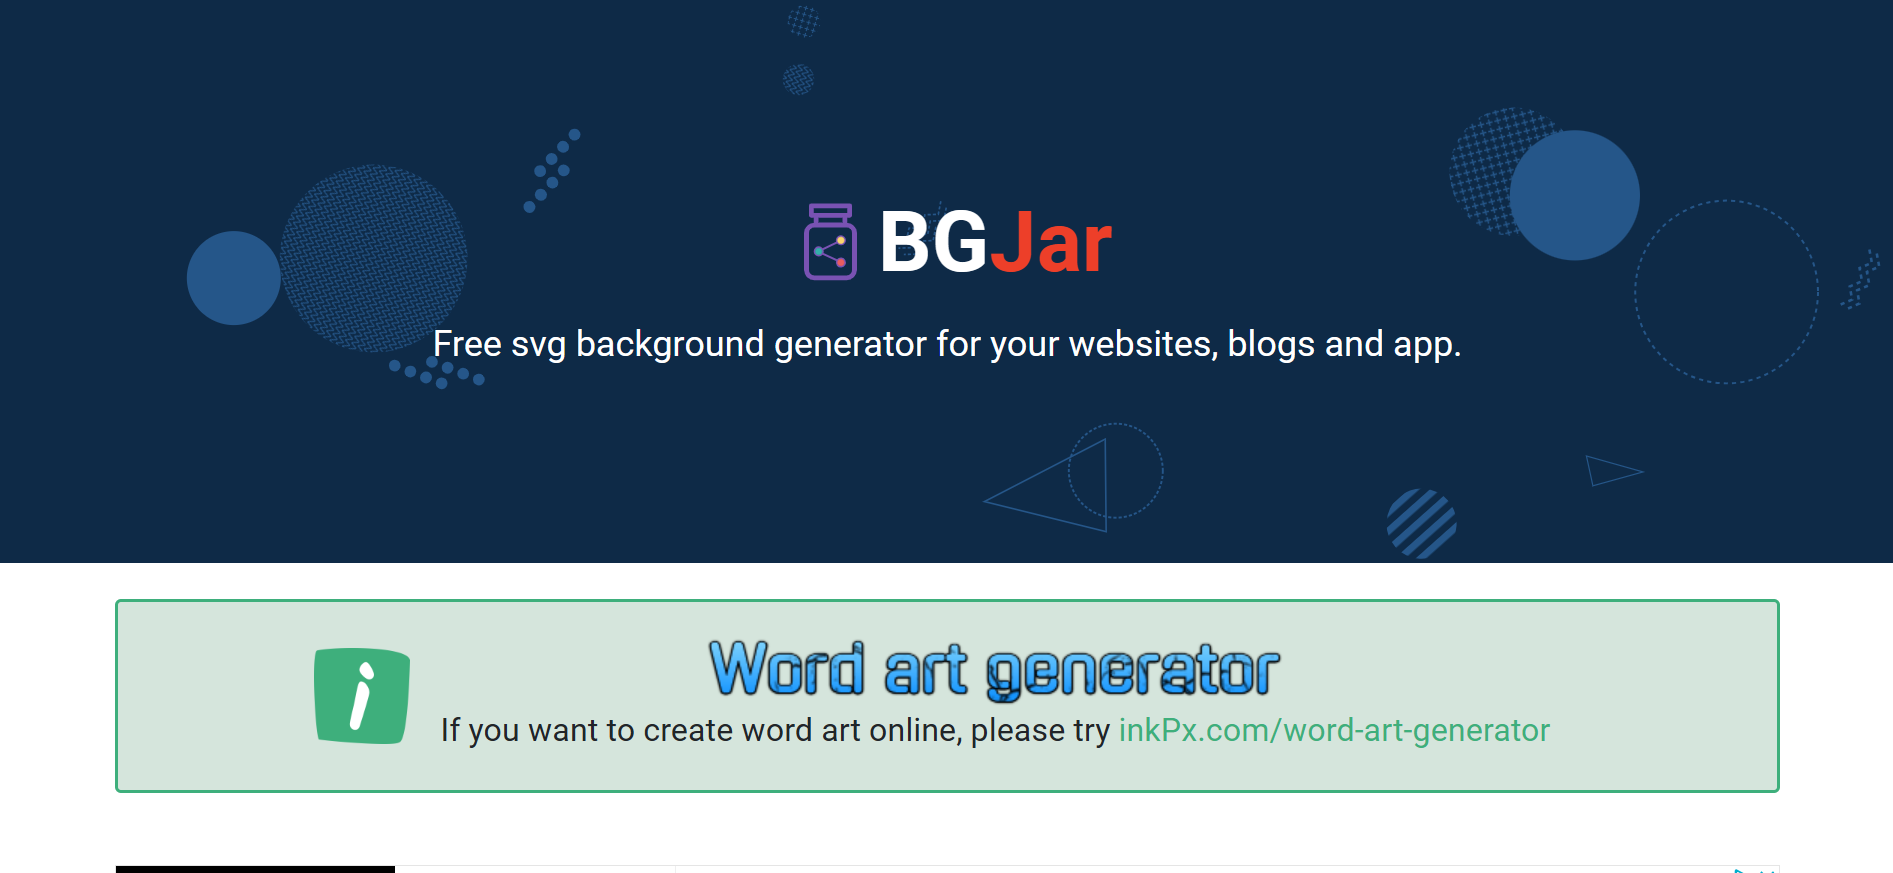 BGJar
Free svg background generator for your websites, blogs and app.
Word art generator
If you want to create word art online, please try inkPx.com/word-art-generator